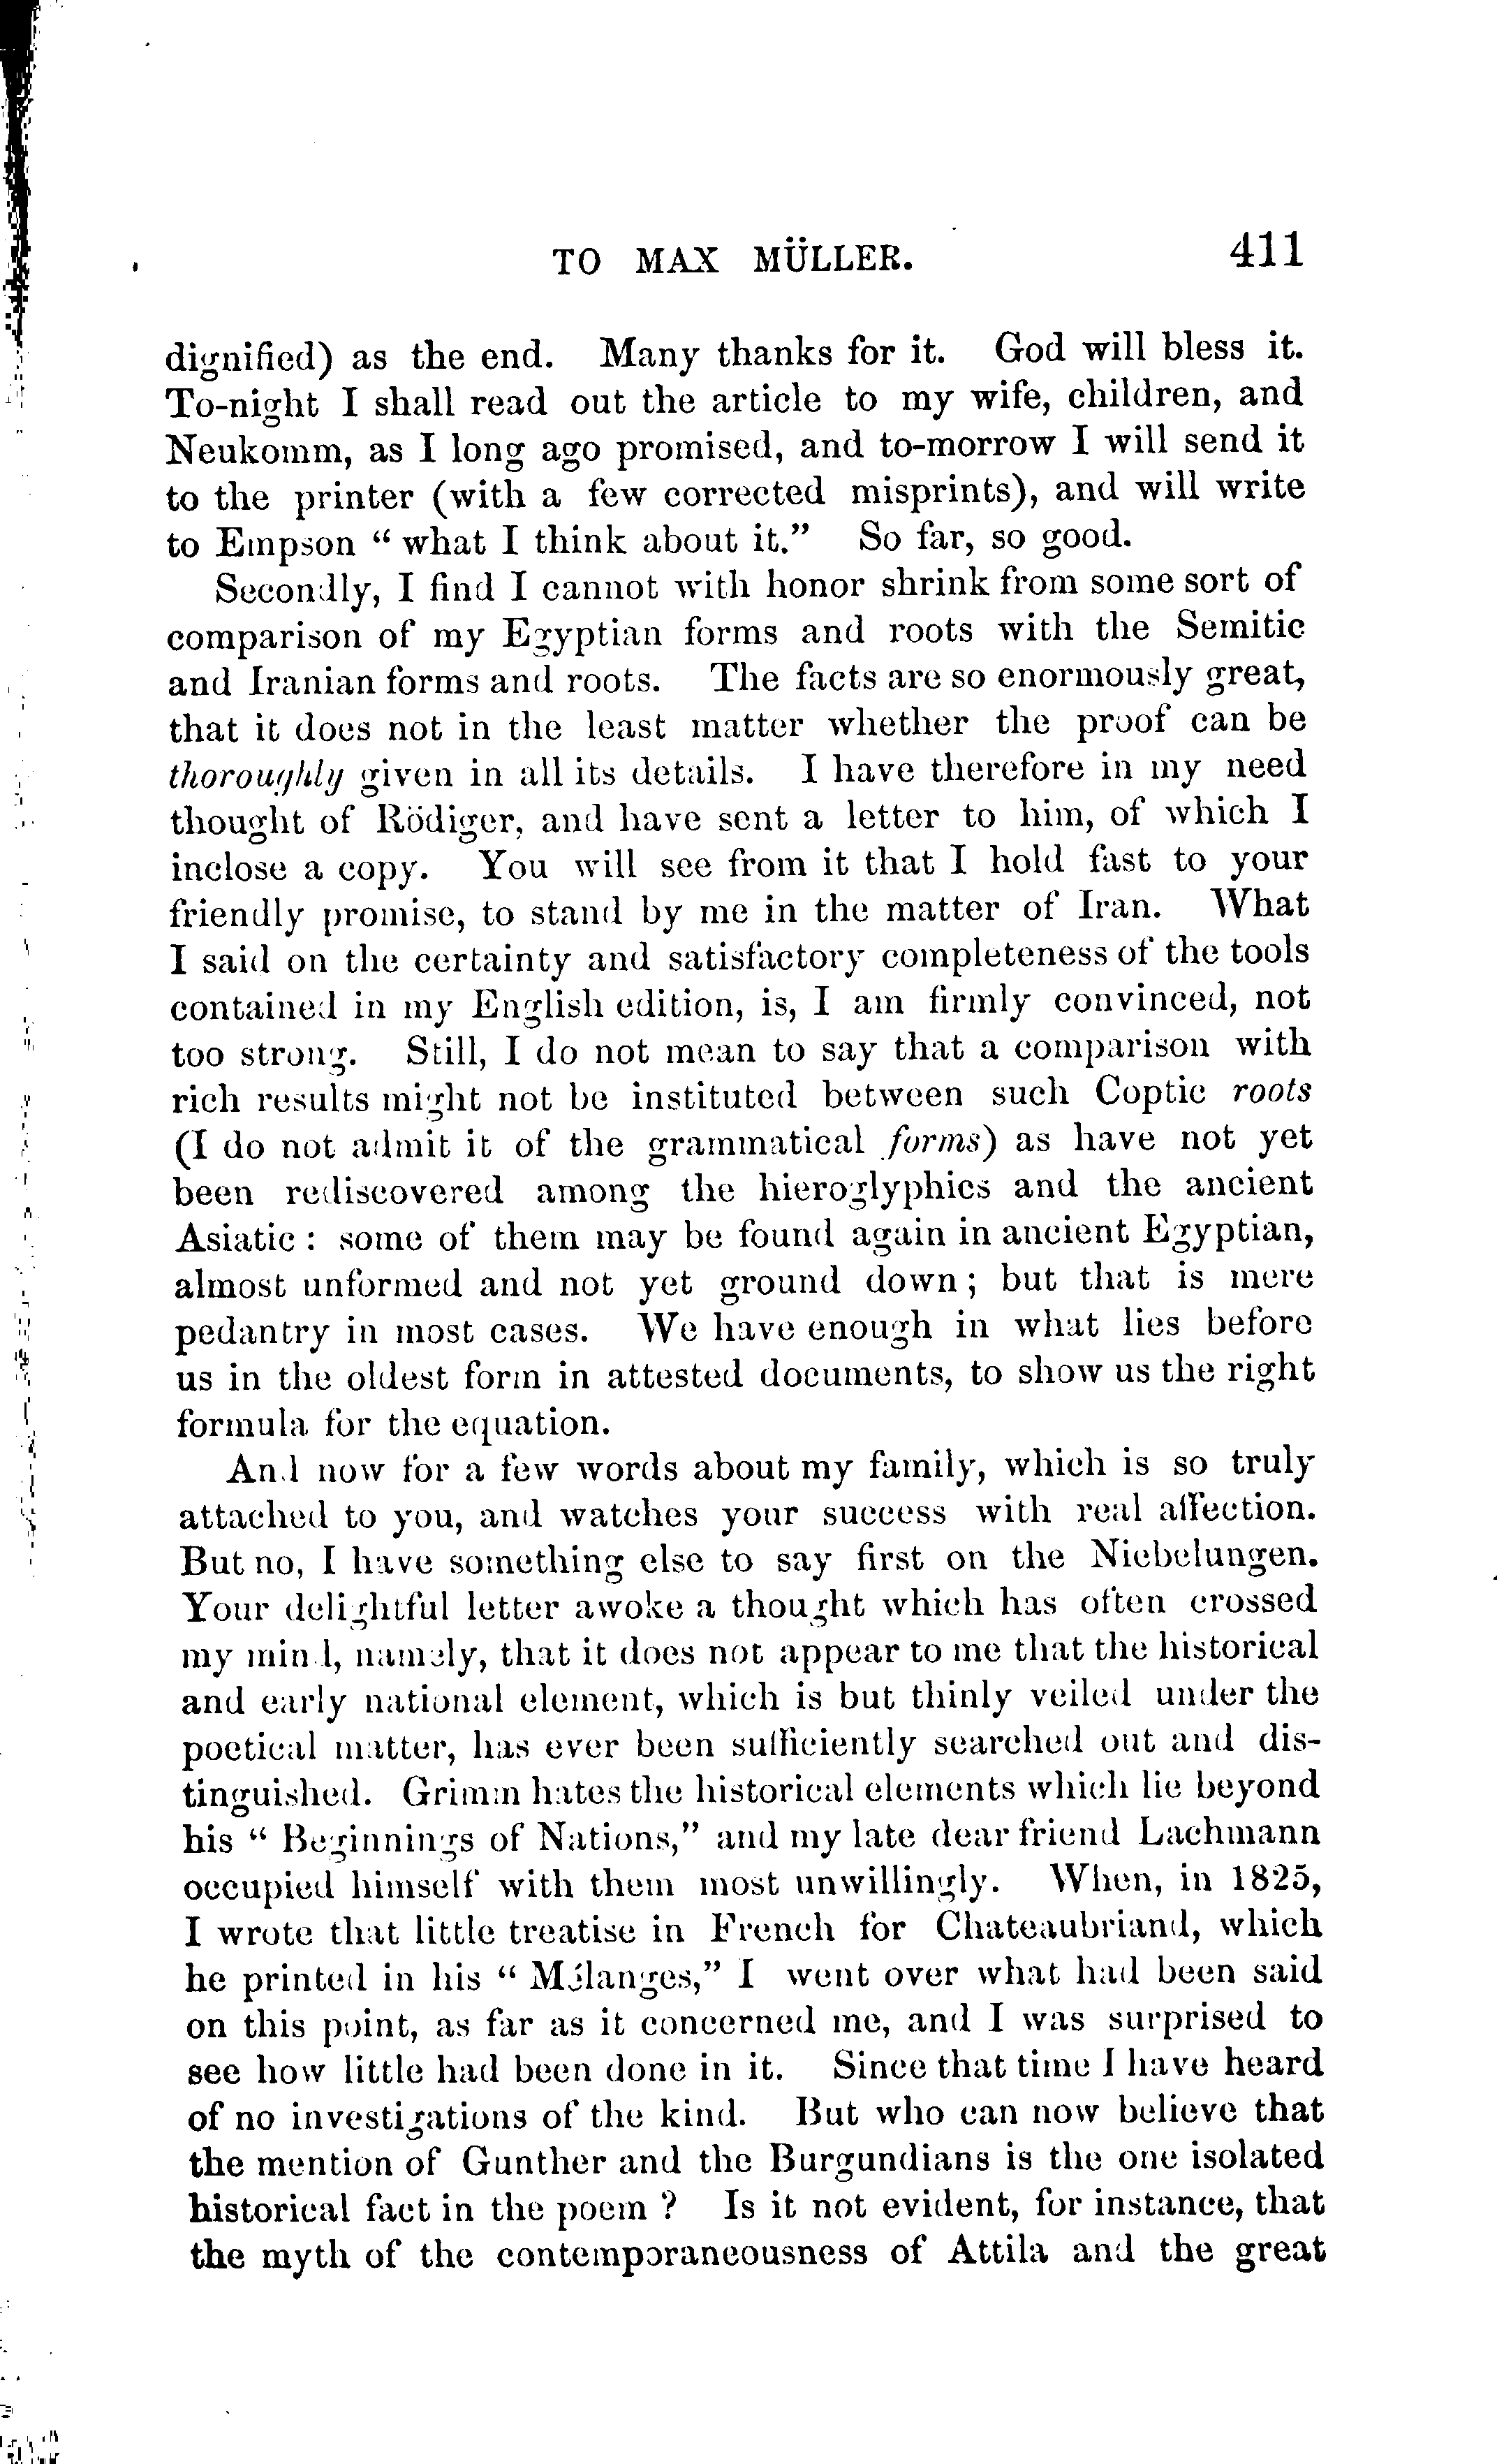 TO MAX MÜLLER. 411
dignified) as the end. Many thanks for it. God will bless it.
To-night I shall read out the article to my wife, children, and
Neukomm, as I long ago promised, and to-morrow I will send it
to the printer (with a few corrected misprints), and will write
to Empson “ what I think about it.” So far, so good.
Secondly, I find I cannot with honor shrink from some sort of
comparison of my Egyptian forms and roots with the Semitic
and Iranian forms and roots. The facts are so enormously great,
that it does not in the least matter whether the proof can be
thoroughly given in all its details. I have therefore in my need
thought of Rödiger, and have sent a letter to him, of which I
inclose a copy. You will see from it that I hold fast to your
friendly promise, to stand by me in the matter of Iran. What
I said on the certainty and satisfactory completeness of the tools
contained in my English edition, is, I am firmly convinced, not
too strong. Still, I do not mean to say that a comparison with
rich results might not be instituted between such Coptic roots
(I do not admit it of the grammatical forms) as have not yet
been rediscovered among the hieroglyphics and the ancient
Asiatic : some of them may be found again in ancient Egyptian,
almost unformed and not yet ground down ; but that is mere
pedantry in most cases. We have enough in what lies before
us in the oldest form in attested documents, to show us the right
formula for the equation.
And now for a few words about my family, which is so truly
attached to you, and watches your success with real affection.
But no, I have something else to say first on the Niebelungen.
Your delightful letter awoke a thought which has often crossed
my mind, namely, that it does not appear to me that the historical
and early national element, which is but thinly veiled under the
poetical matter, has ever been sufficiently searched out and dis-
tinguished. Grimm hates the historical elements which lie beyond
his “ Beginnings of Nations,” and my late dear friend Lachmann
occupied himself with them most unwillingly. When, in 1825,
I wrote that little treatise in French for Chateaubriand, which
he printed in his “ Mélanges,” I went over what had been said
on this point, as far as it concerned me, and I was surprised to
see how little had been done in it. Since that time I have heard
of no investigations of the kind. But who can now believe that
the mention of Gunther and the Burgundians is the one isolated
historical fact in the poem ? Is it not evident, for instance, that
the myth of the contemporaneousness of Attila and the great